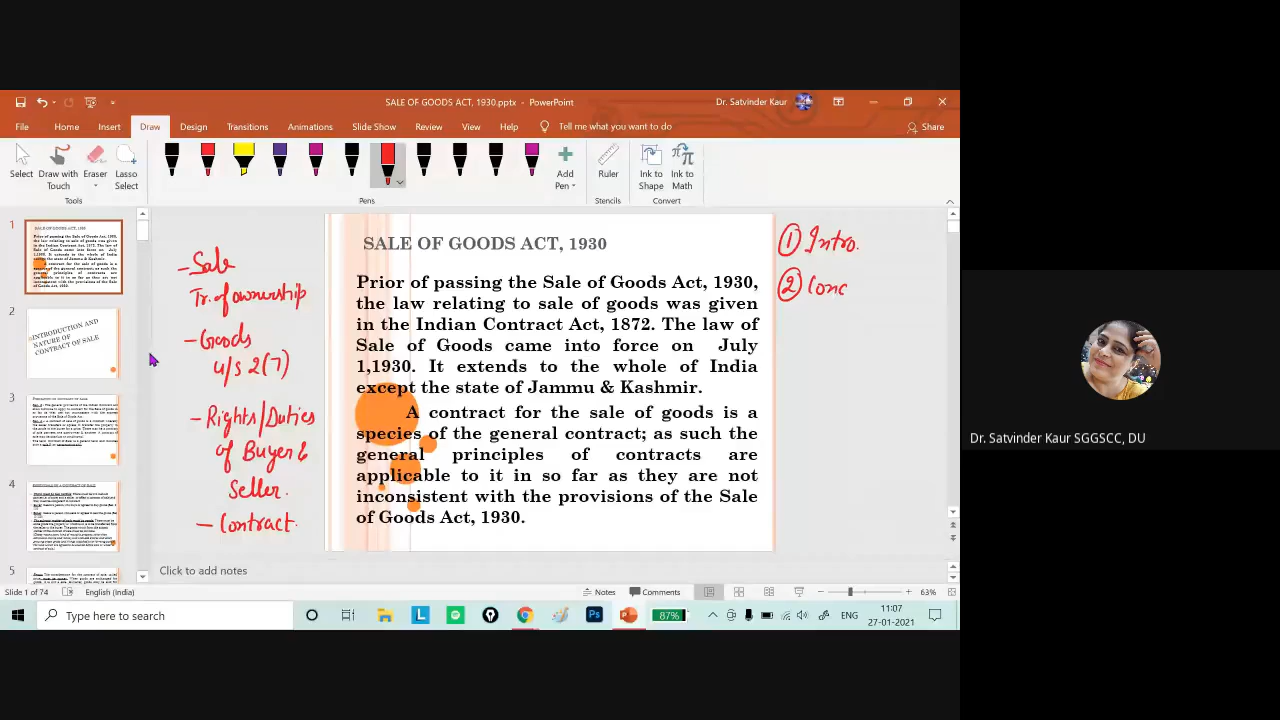 SALE OF GOODS ACT, 1930.pptx - PowerPoint
Dr. Satvinder Kaur
File Home Insert Draw Design Transitions Animations Slide Show Review View Help Tell me what you want to do
Share
Select
Draw with Touch
Eraser
Lasso Select
Add Pen
Ruler
Ink to Shape
Ink to Math
Tools
Pens
Stencils
Convert
1
SALE OF GOODS ACT, 1930
2
INTRODUCTION AND
NATURE OF
CONTRACT OF SALE
3
4
5
- Sale
Tr. of ownership
- Goods
u/s 2(7)
- Rights/Duties
of Buyer &
Seller.
- Contract.
SALE OF GOODS ACT, 1930
Prior of passing the Sale of Goods Act, 1930,
the law relating to sale of goods was given
in the Indian Contract Act, 1872. The law of
Sale of Goods came into force on July
1,1930. It extends to the whole of India
except the state of Jammu & Kashmir.
A contract for the sale of goods is a
species of the general contract; as such the
general principles of contracts are
applicable to it in so far as they are not
inconsistent with the provisions of the Sale
of Goods Act, 1930.
① Intro.
② Conc
Dr. Satvinder Kaur SGGSCC, DU
Click to add notes
Slide 1 of 74 English (India) Notes Comments 63%
Type here to search
87%
ENG
11:07
27-01-2021